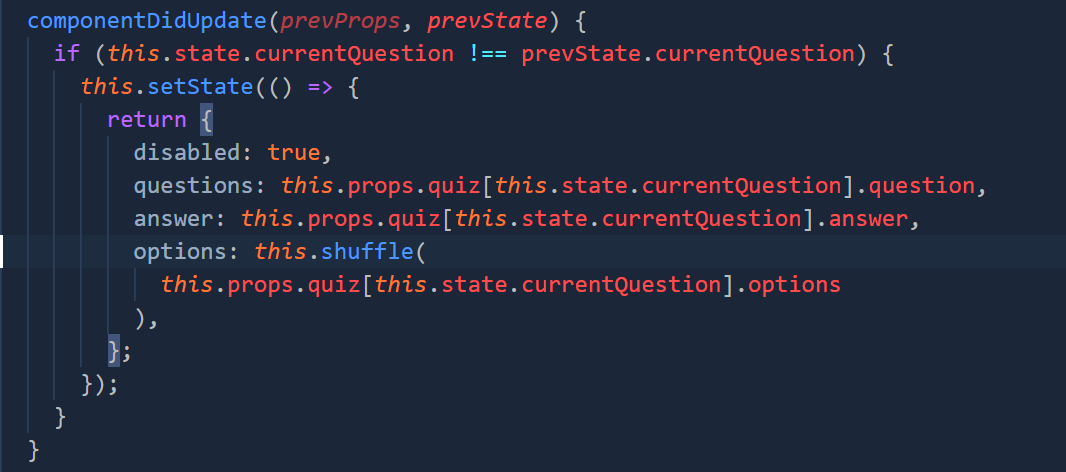 componentDidUpdate(prevProps, prevState) {
if (this.state.currentQuestion !== prevState.currentQuestion) {
this.setState(() => {
return {
disabled: true,
questions: this.props.quiz[this.state.currentQuestion].question,
answer: this.props.quiz[this.state.currentQuestion].answer,
options: this.shuffle(
this.props.quiz[this.state.currentQuestion].options
),
};
});
}
}